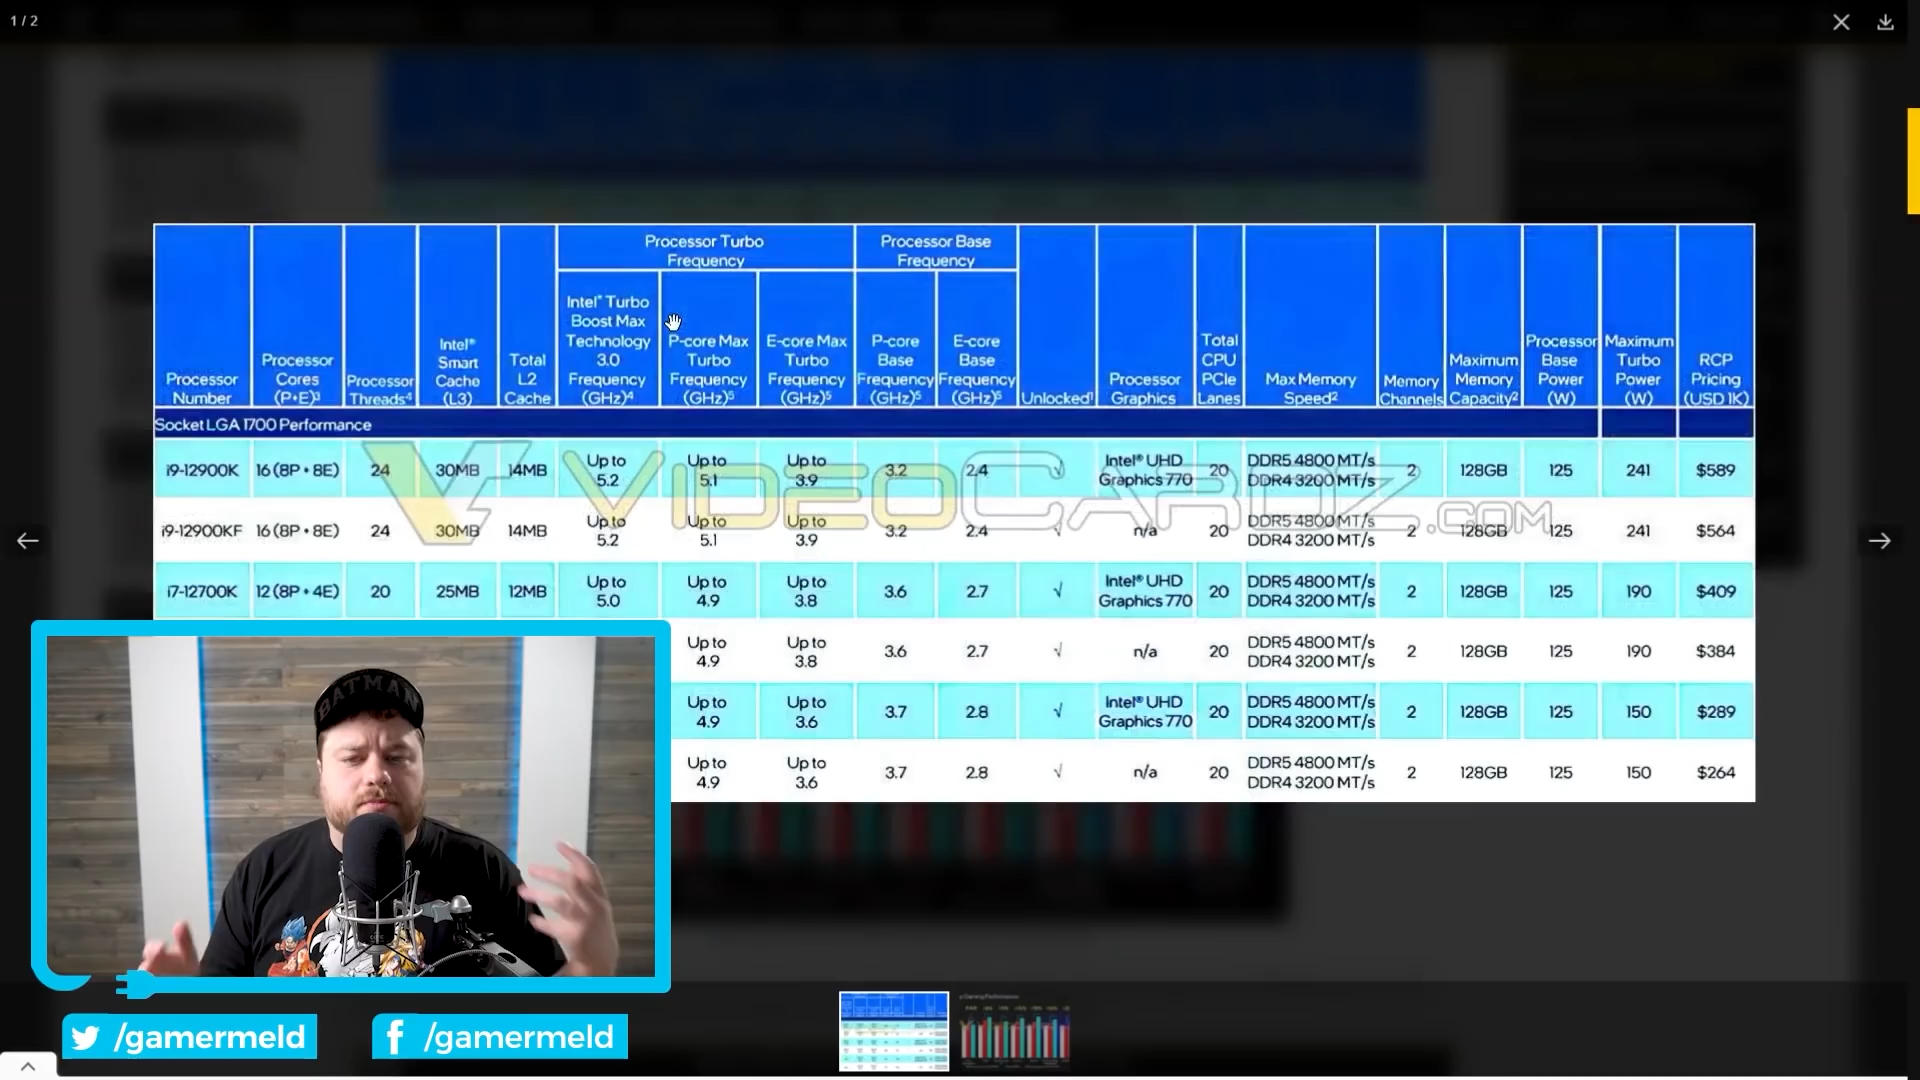 1 / 2
Processor Turbo
Frequency
Processor Base
Frequency
Processor
Number
Processor
Cores
(P+E)³
Processor
Threads⁴
Intel®
Smart
Cache
(L3)
Total
L2
Cache
Intel® Turbo
Boost Max
Technology
3.0
Frequency
(GHz)⁴
P-core Max
Turbo
Frequency
(GHz)⁵
E-core Max
Turbo
Frequency
(GHz)⁵
P-core
Base
Frequency
(GHz)⁵
E-core
Base
Frequency
(GHz)⁵
Unlocked¹
Processor
Graphics
Total
CPU
PCIe
Lanes
Max Memory
Speed²
Memory
Channels
Maximum
Memory
Capacity²
Processor
Base
Power
(W)
Maximum
Turbo
Power
(W)
RCP
Pricing
(USD 1K)
Socket LGA 1700 Performance
i9-12900K 16 (8P + 8E) 24 30MB 14MB Up to 5.2 Up to 5.1 Up to 3.9 3.2 2.4 √ Intel® UHD Graphics 770 20 DDR5 4800 MT/s DDR4 3200 MT/s 2 128GB 125 241 $589
i9-12900KF 16 (8P + 8E) 24 30MB 14MB Up to 5.2 Up to 5.1 Up to 3.9 3.2 2.4 √ n/a 20 DDR5 4800 MT/s DDR4 3200 MT/s 2 128GB 125 241 $564
i7-12700K 12 (8P + 4E) 20 25MB 12MB Up to 5.0 Up to 4.9 Up to 3.8 3.6 2.7 √ Intel® UHD Graphics 770 20 DDR5 4800 MT/s DDR4 3200 MT/s 2 128GB 125 190 $409
Up to 4.9 Up to 3.8 3.6 2.7 √ n/a 20 DDR5 4800 MT/s DDR4 3200 MT/s 2 128GB 125 190 $384
Up to 4.9 Up to 3.6 3.7 2.8 √ Intel® UHD Graphics 770 20 DDR5 4800 MT/s DDR4 3200 MT/s 2 128GB 125 150 $289
Up to 4.9 Up to 3.6 3.7 2.8 √ n/a 20 DDR5 4800 MT/s DDR4 3200 MT/s 2 128GB 125 150 $264
VIDEOCARDZ.COM
BATMAN
/gamermeld
/gamermeld